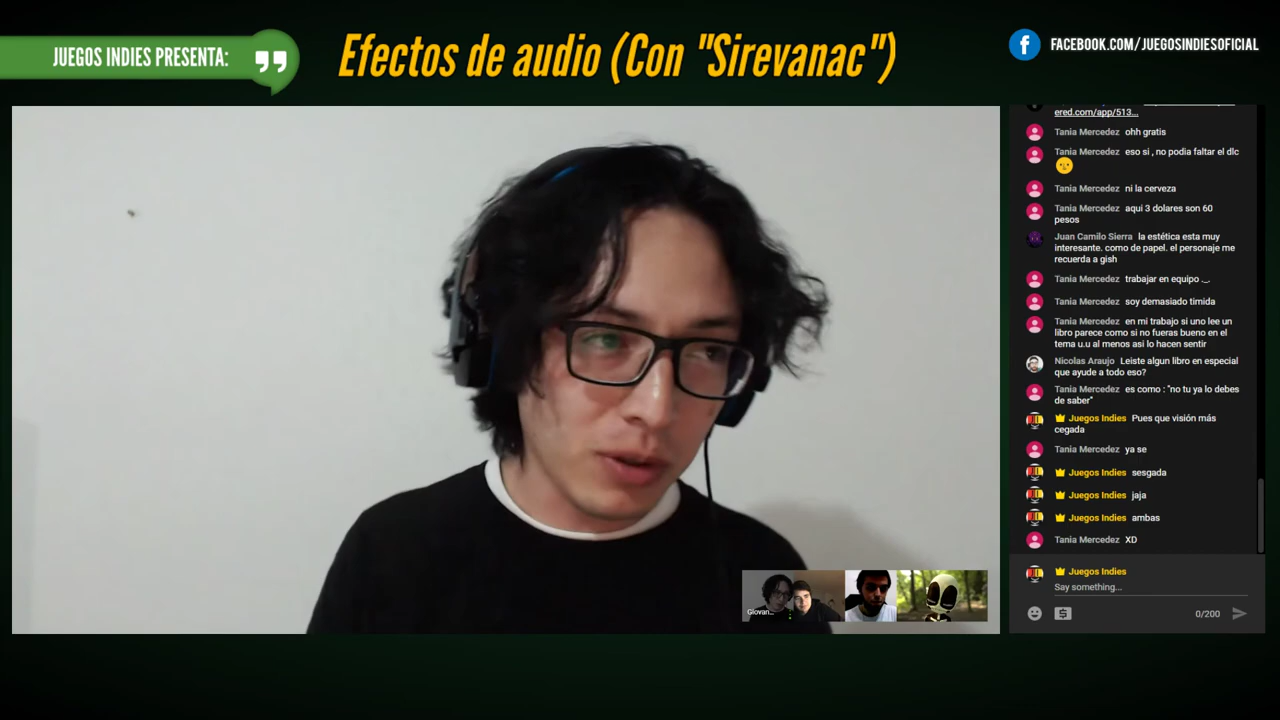 JUEGOS INDIES PRESENTA:
Efectos de audio (Con "Sirevanac")
FACEBOOK.COM/JUEGOSINDIESOFICIAL
ered.com/app/513...
Tania Mercedez ohh gratis
Tania Mercedez eso si , no podia faltar el dlc
Tania Mercedez ni la cerveza
Tania Mercedez aqui 3 dolares son 60
pesos
Juan Camilo Sierra la estética esta muy
interesante. como de papel. el personaje me
recuerda a gish
Tania Mercedez trabajar en equipo ._.
Tania Mercedez soy demasiado timida
Tania Mercedez en mi trabajo si uno lee un
libro parece como si no fueras bueno en el
tema u.u al menos asi lo hacen sentir
Nicolas Araujo Leiste algun libro en especial
que ayude a todo eso?
Tania Mercedez es como : "no tu ya lo debes
de saber"
Juegos Indies Pues que visión más
cegada
Tania Mercedez ya se
Juegos Indies sesgada
Juegos Indies jaja
Juegos Indies ambas
Tania Mercedez XD
Juegos Indies
Say something...
0/200
Giovan...